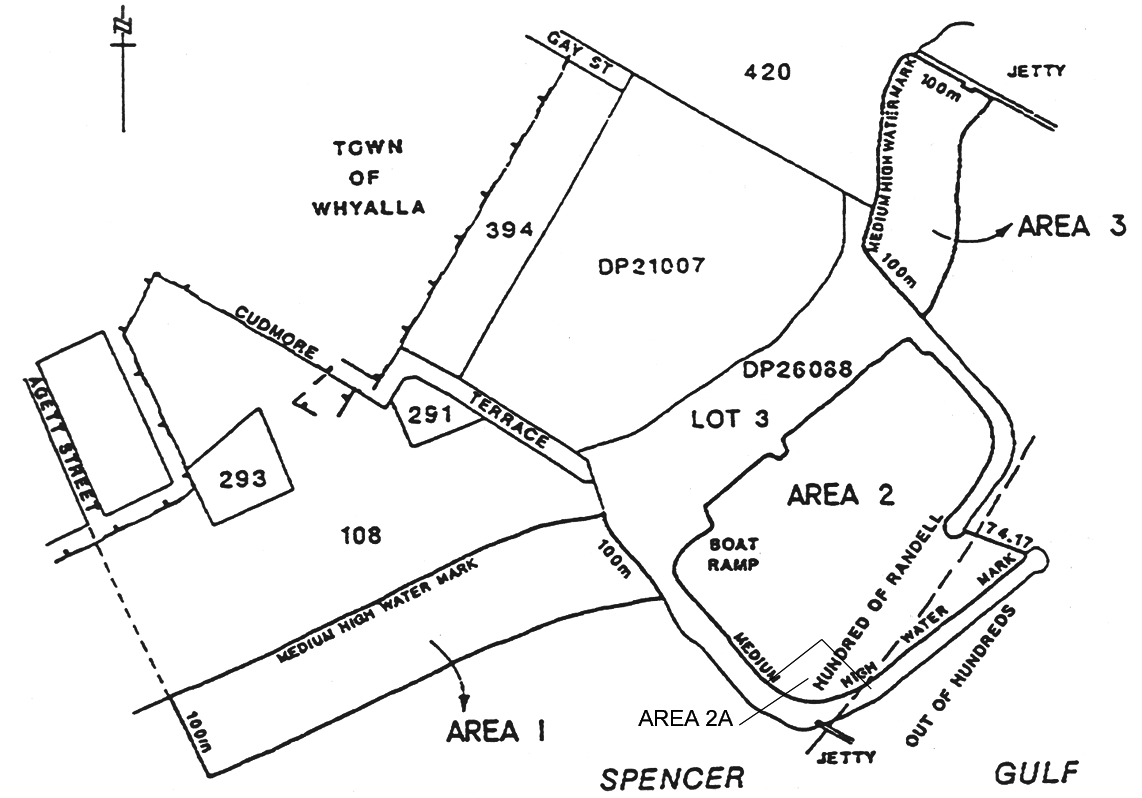 N
GAY ST
420
JETTY
100m
MEDIUM HIGH WATER MARK
TOWN
OF
WHYALLA
394
DP21007
AREA 3
100m
CUDMORE
DP26088
AGEYY STREET
291
TERRACE
LOT 3
293
AREA 2
108
174.17
100m
BOAT
RAMP
HUNDRED OF RANDELL
MEDIUM HIGH WATER MARK
MEDIUM HIGH WATER MARK
OUT OF HUNDREDS
100m
AREA 1
AREA 2A
JETTY
SPENCER GULF